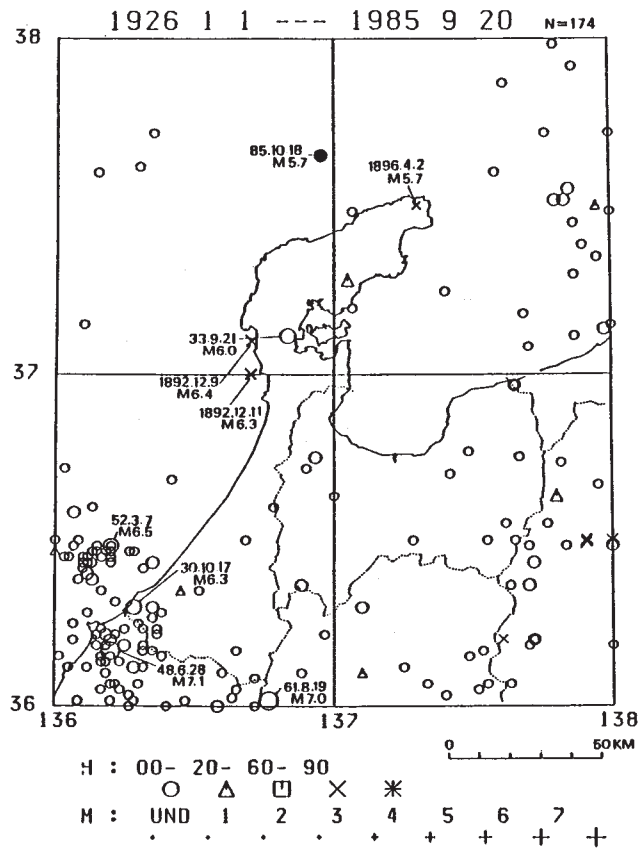 1926 1 1 ---- 1985 9 20 N=174
38
85.10.18
M5.7
1896.4.2
M5.7
33.9.21
M6.0
37
1892.12.9
M6.4
1892.12.11
M6.3
52.3.7
M6.5
30.10.17
M6.3
48.6.28
M7.1
61.8.19
M7.0
36
136 137 138
0 50KM
H : 00- 20- 60- 90
M : UND 1 2 3 4 5 6 7